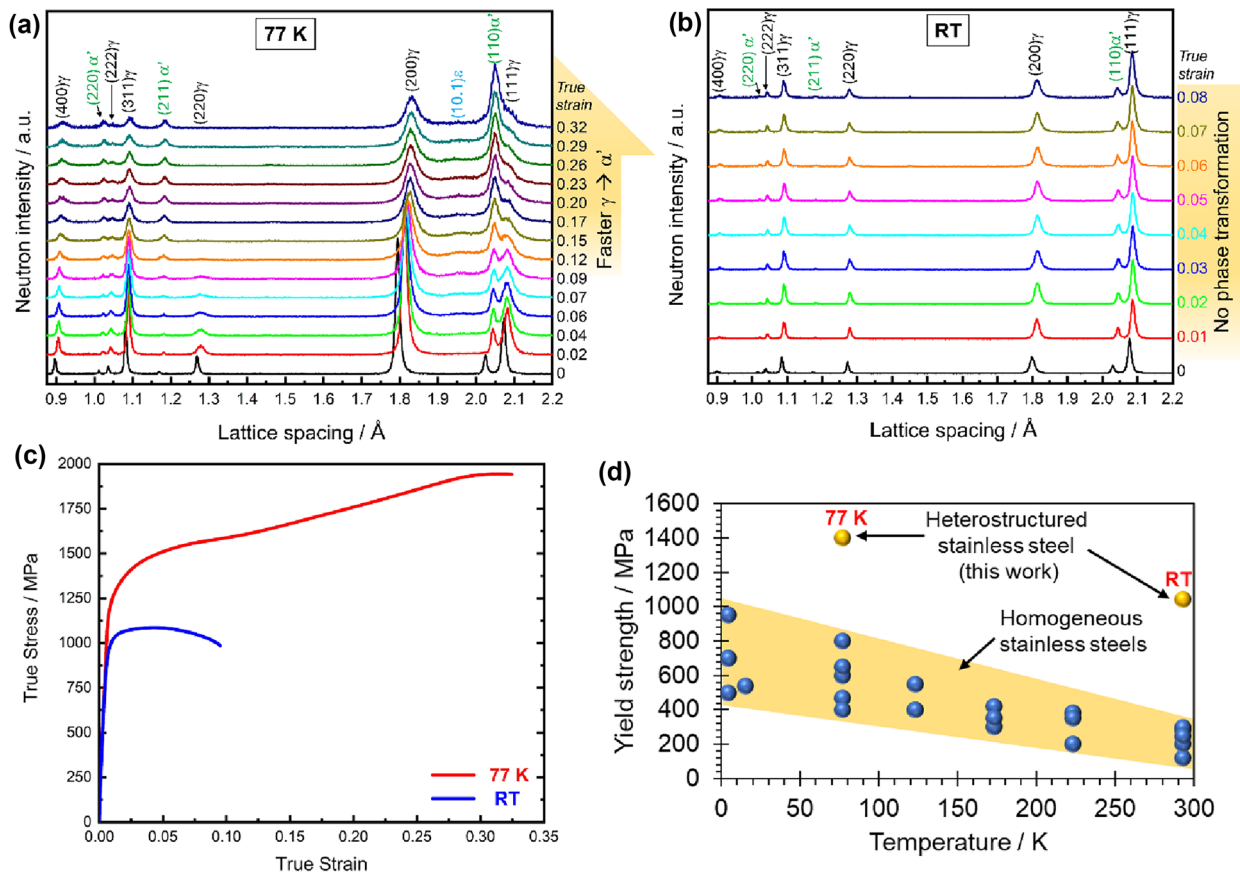 (a)
77 K
(400)γ
(220) α'
(222)γ
(311)γ
(211) α'
(220)γ
(200)γ
(10.1)ε
(110)α'
(111)γ
True
strain
0.32
0.29
0.26
0.23
0.20
0.17
0.15
0.12
0.09
0.07
0.06
0.04
0.02
0
Faster γ → α'
Neutron intensity / a.u.
0.9 1.0 1.1 1.2 1.3 1.4 1.5 1.6 1.7 1.8 1.9 2.0 2.1 2.2
Lattice spacing / Å
(b)
RT
(400)γ
(220) α'
(222)γ
(311)γ
(211) α'
(220)γ
(200)γ
(110)α'
(111)γ
True
strain
0.08
0.07
0.06
0.05
0.04
0.03
0.02
0.01
0
No phase transformation
Neutron intensity / a.u.
0.9 1.0 1.1 1.2 1.3 1.4 1.5 1.6 1.7 1.8 1.9 2.0 2.1 2.2
Lattice spacing / Å
(c)
2000
1750
1500
1250
1000
750
500
250
0
True Stress / MPa
77 K
RT
0.00 0.05 0.10 0.15 0.20 0.25 0.30 0.35
True Strain
(d)
1600
1400
1200
1000
800
600
400
200
0
Yield strength / MPa
77 K
Heterostructured
stainless steel
(this work)
RT
Homogeneous
stainless steels
0 50 100 150 200 250 300
Temperature / K